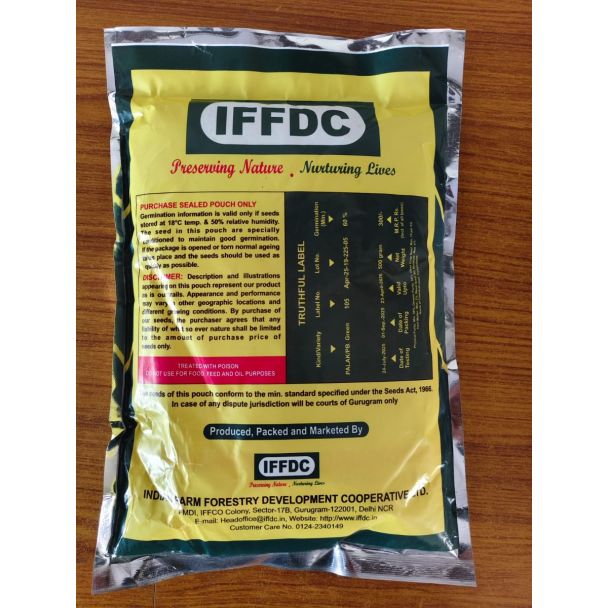 IFFDC
Preserving Nature . Nurturing Lives
PURCHASE SEALED POUCH ONLY
Germination information is valid only if seeds
stored at 18°C temp. & 50% relative humidity.
The seed in this pouch are specially
conditioned to maintain good germination.
If the package is opened or torn normal ageing
takes place and the seeds should be used as
quickly as possible.
DISCLAIMER: Description and illustrations
appearing on this pouch represent our product
as is our trails. Appearance and performance
may vary in other geographic locations and
different growing conditions. By purchase of
our seeds, the purchaser agrees that any
liability of what so ever nature shall be limited
to the amount of purchase price of
seeds only.
TREATED WITH POISON
DO NOT USE FOR FOOD, FEED AND OIL PURPOSES
TRUTHFUL LABEL
Kind/Variety
Label No.
Lot No.
Germination
(Min.)
PALAK/PB. Green
105
Apr-25-19-225-05
60 %
24-July-2025
01-Sep.-2025
500 gram
300/-
Date of
Testing
Date of
Packing
Valid
Upto
Net
Weight
M.R.P. Rs.
seeds of this pouch conform to the min. standard specified under the Seeds Act, 1966.
In case of any dispute jurisdiction will be courts of Gurugram only
Produced, Packed and Marketed By
IFFDC
Preserving Nature . Nurturing Lives
INDIAN FARM FORESTRY DEVELOPMENT COOPERATIVE LTD.
FMDI, IFFCO Colony, Sector-17B, Gurugram-122001, Delhi NCR
E-mail: Headoffice@iffdc.in, Website: http://www.iffdc.in
Customer Care No. 0124-2340149